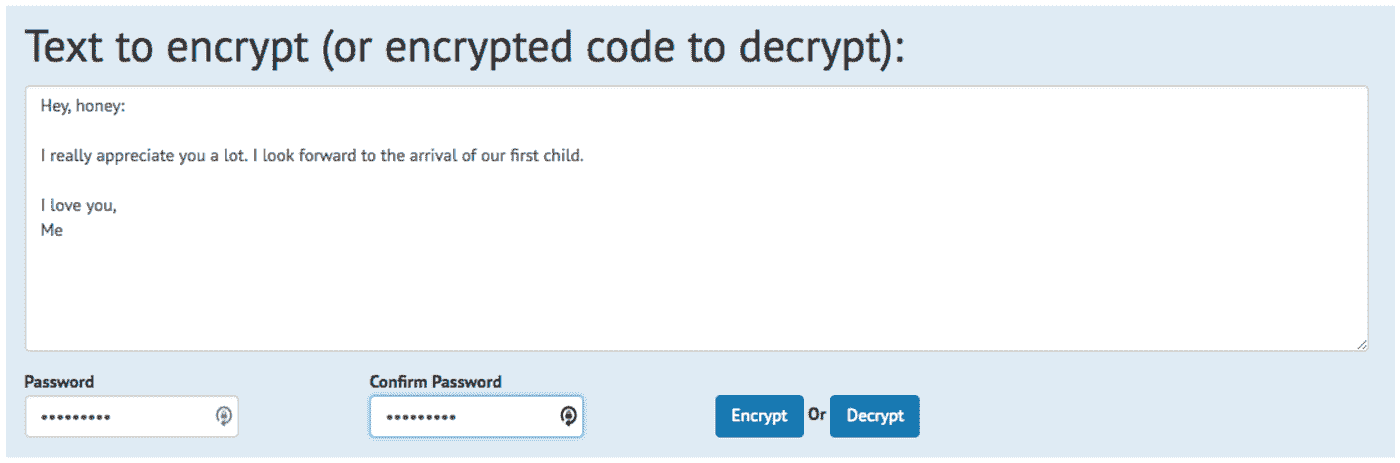 Text to encrypt (or encrypted code to decrypt):
Hey, honey:
I really appreciate you a lot. I look forward to the arrival of our first child.
I love you,
Me
Password Confirm Password
••••••••• ••••••••• Encrypt Or Decrypt